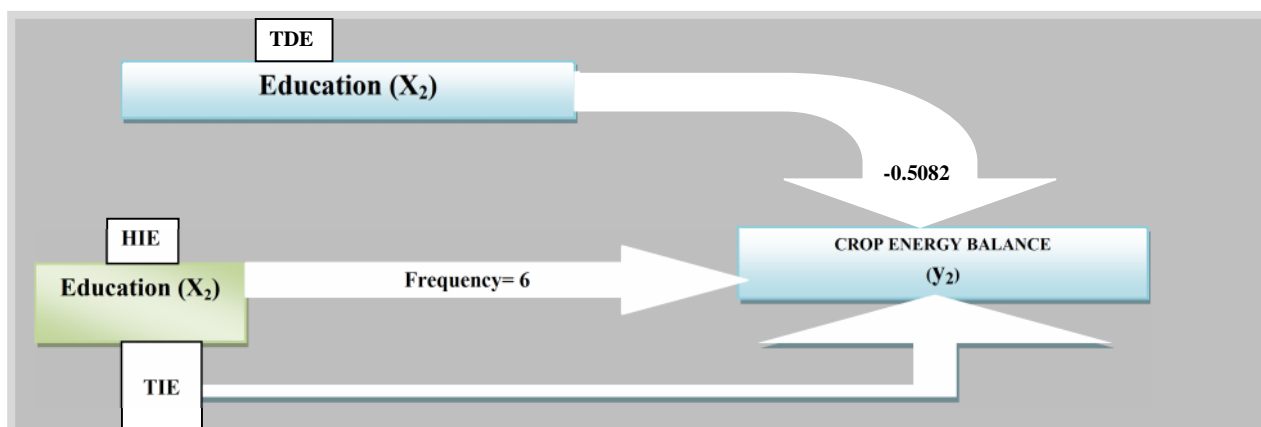 TDE
Education (X₂)
-0.5082
HIE
CROP ENERGY BALANCE
(y₂)
Education (X₂)
Frequency= 6
TIE